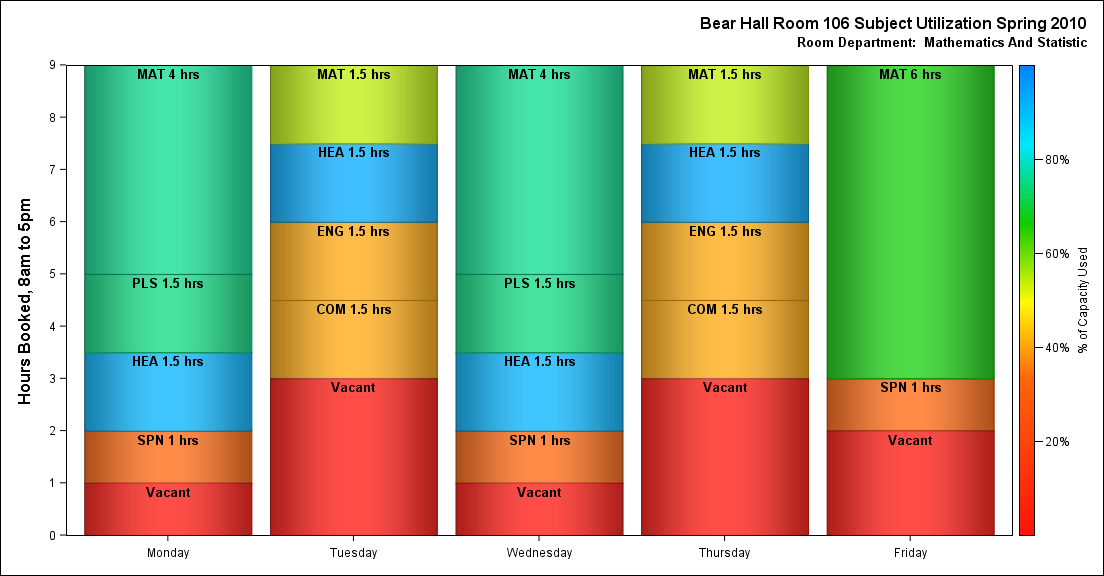 Bear Hall Room 106 Subject Utilization Spring 2010
Room Department:  Mathematics And Statistic
Hours Booked, 8am to 5pm
9
8
7
6
5
4
3
2
1
0
MAT 4 hrs
PLS 1.5 hrs
HEA 1.5 hrs
SPN 1 hrs
Vacant
MAT 1.5 hrs
HEA 1.5 hrs
ENG 1.5 hrs
COM 1.5 hrs
Vacant
MAT 4 hrs
PLS 1.5 hrs
HEA 1.5 hrs
SPN 1 hrs
Vacant
MAT 1.5 hrs
HEA 1.5 hrs
ENG 1.5 hrs
COM 1.5 hrs
Vacant
MAT 6 hrs
SPN 1 hrs
Vacant
Monday
Tuesday
Wednesday
Thursday
Friday
80%
60%
40%
20%
% of Capacity Used